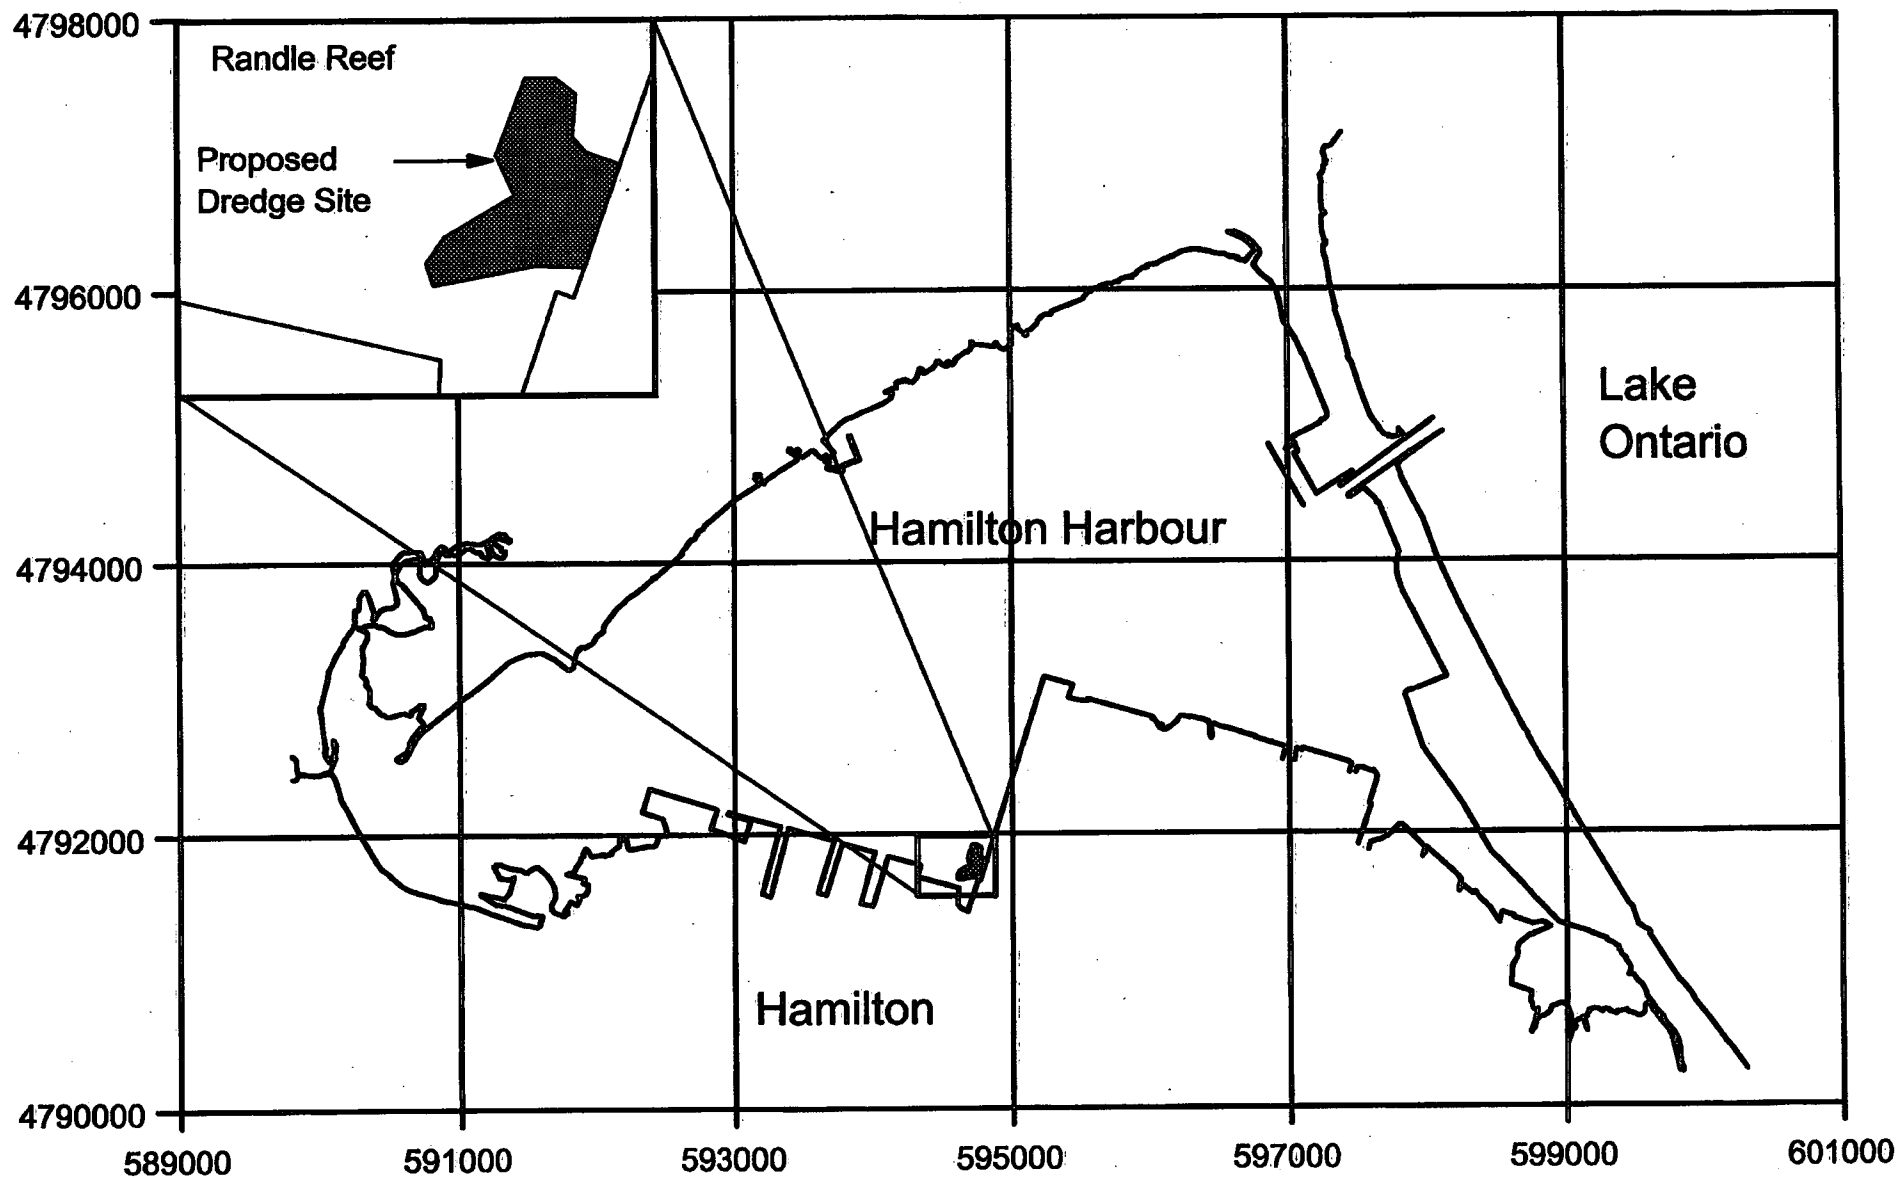 4798000
Randle Reef
Proposed
Dredge Site
4796000
Lake
Ontario
Hamilton Harbour
4794000
4792000
Hamilton
4790000
589000 591000 593000 595000 597000 599000 601000